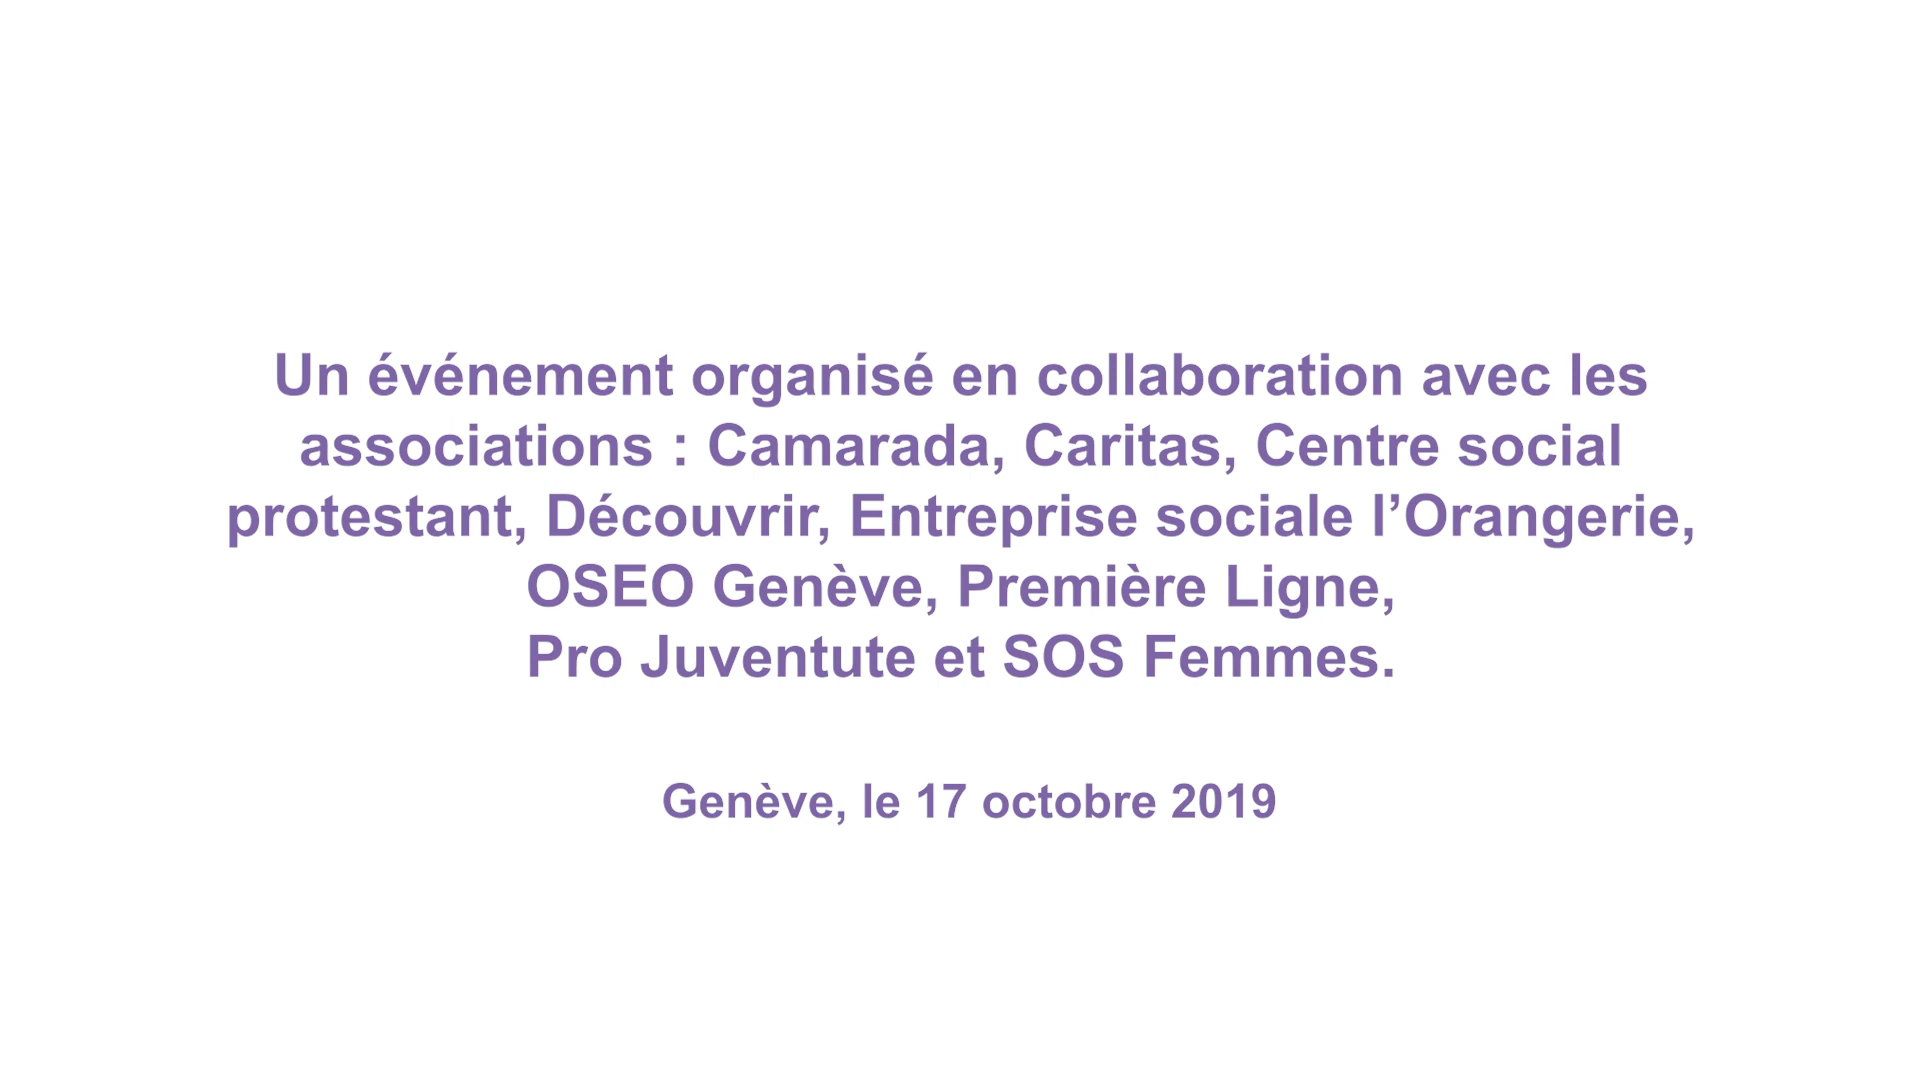 Un événement organisé en collaboration avec les
associations : Camarada, Caritas, Centre social
protestant, Découvrir, Entreprise sociale l’Orangerie,
OSEO Genève, Première Ligne,
Pro Juventute et SOS Femmes.
Genève, le 17 octobre 2019